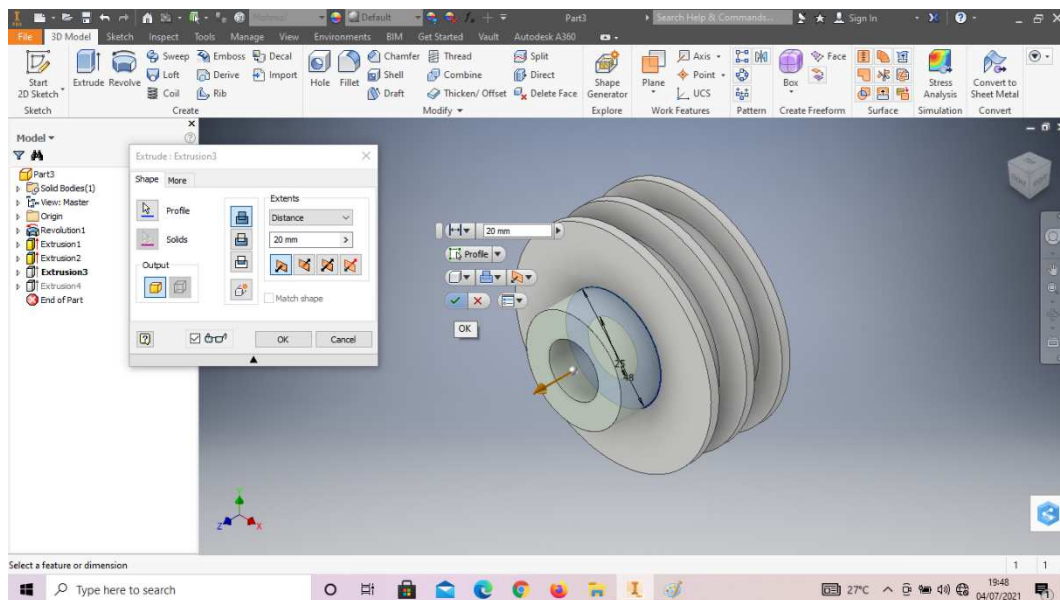 Material
Default
Part3
Search Help & Commands...
Sign In
File 3D Model Sketch Inspect Tools Manage View Environments BIM Get Started Vault Autodesk A360
Start
2D Sketch
Extrude Revolve
Sweep Emboss Decal
Loft Derive Import
Coil Rib
Hole Fillet
Chamfer Thread
Shell Combine
Draft Thicken/ Offset
Split
Direct
Delete Face
Shape
Generator
Plane
Axis
Point
UCS
Box
Face
Stress
Analysis
Convert to
Sheet Metal
Sketch Create Modify Explore Work Features Pattern Create Freeform Surface Simulation Convert
Model
Part3
Solid Bodies(1)
View: Master
Origin
Revolution1
Extrusion1
Extrusion2
Extrusion3
Extrusion4
End of Part
Extrude : Extrusion3
Shape More
Profile
Solids
Output
Extents
Distance
20 mm
Match shape
OK Cancel
20 mm
Profile
OK
Y
Z
X
Select a feature or dimension
1 1
Type here to search
27°C
19:48
04/07/2021